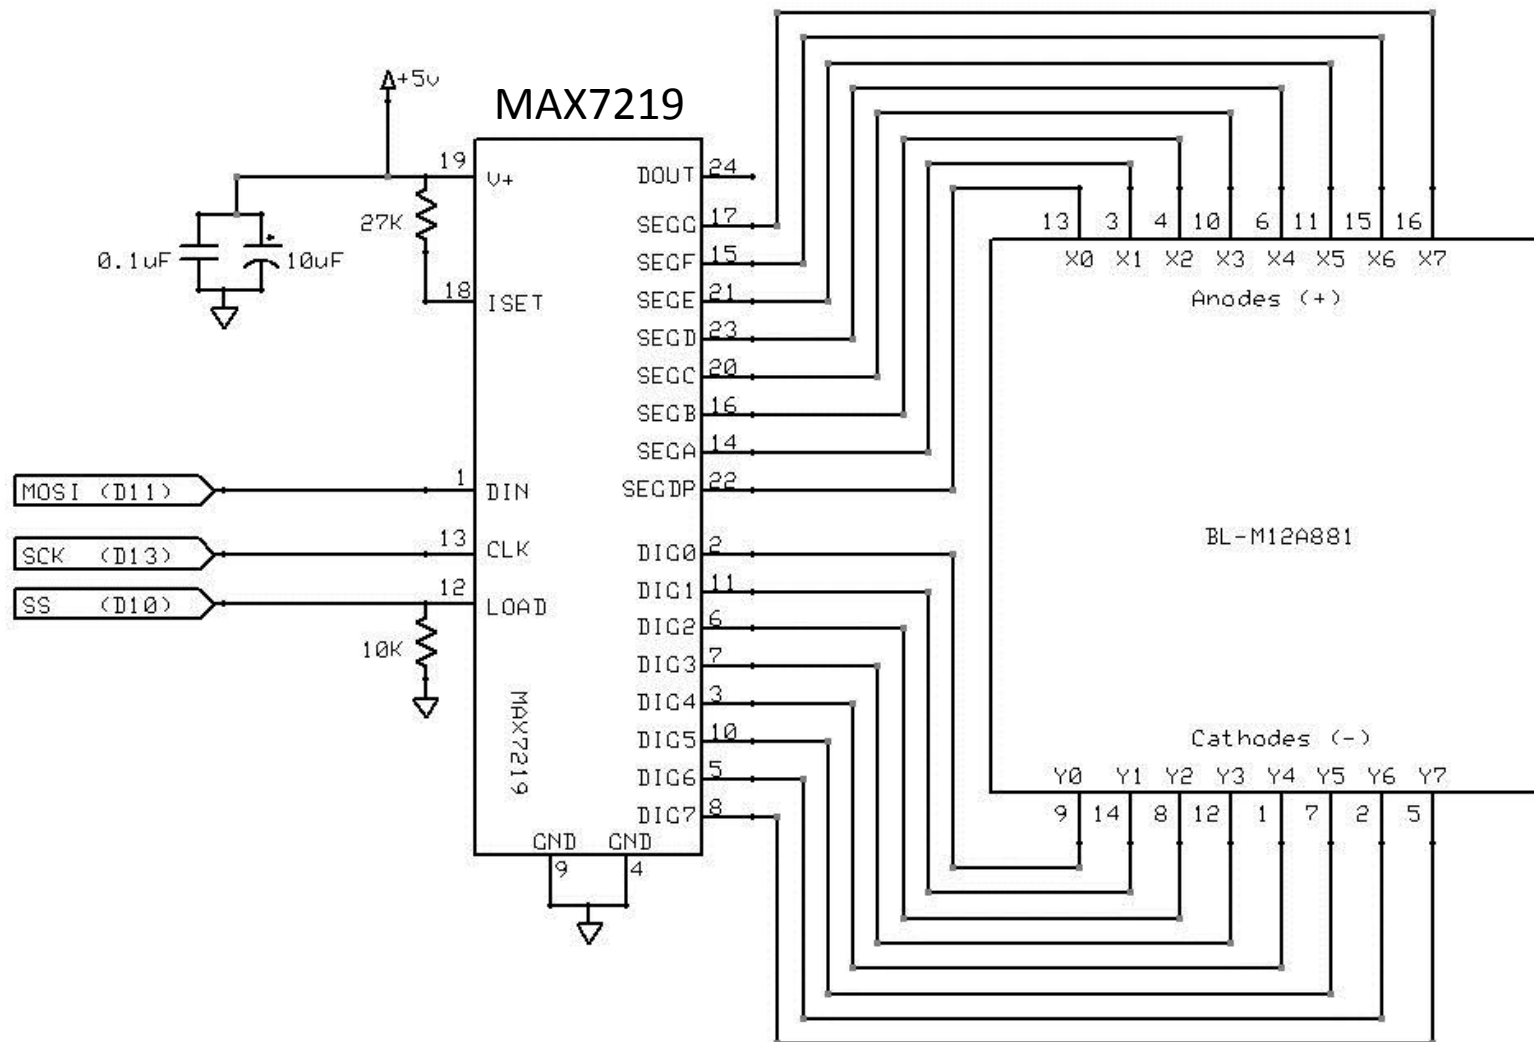 MAX7219
+5v
19
V+
27K
0.1uF
10uF
18
ISET
MOSI (D11)
1
DIN
SCK (D13)
13
CLK
SS (D10)
12
LOAD
10K
MAX7219
GND GND
9 4
DOUT 24
SEGG 17
SEGF 15
SEGE 21
SEGD 23
SEGC 20
SEGB 16
SEGA 14
SEGDP 22
DIG0 2
DIG1 11
DIG2 6
DIG3 7
DIG4 3
DIG5 10
DIG6 5
DIG7 8
13 3 4 10 6 11 15 16
X0 X1 X2 X3 X4 X5 X6 X7
Anodes (+)
BL-M12A881
Cathodes (-)
Y0 Y1 Y2 Y3 Y4 Y5 Y6 Y7
9 14 8 12 1 7 2 5